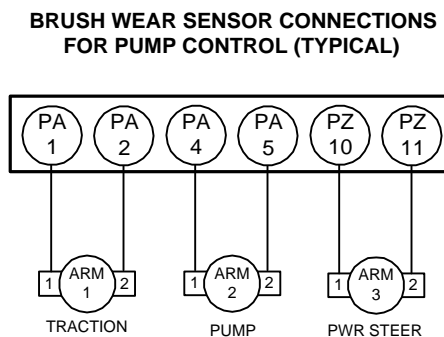 BRUSH WEAR SENSOR CONNECTIONS
FOR PUMP CONTROL (TYPICAL)
PA PA PA PA PZ PZ
1 2 4 5 10 11
1 ARM 1 2 1 ARM 2 2 1 ARM 3 2
TRACTION PUMP PWR STEER